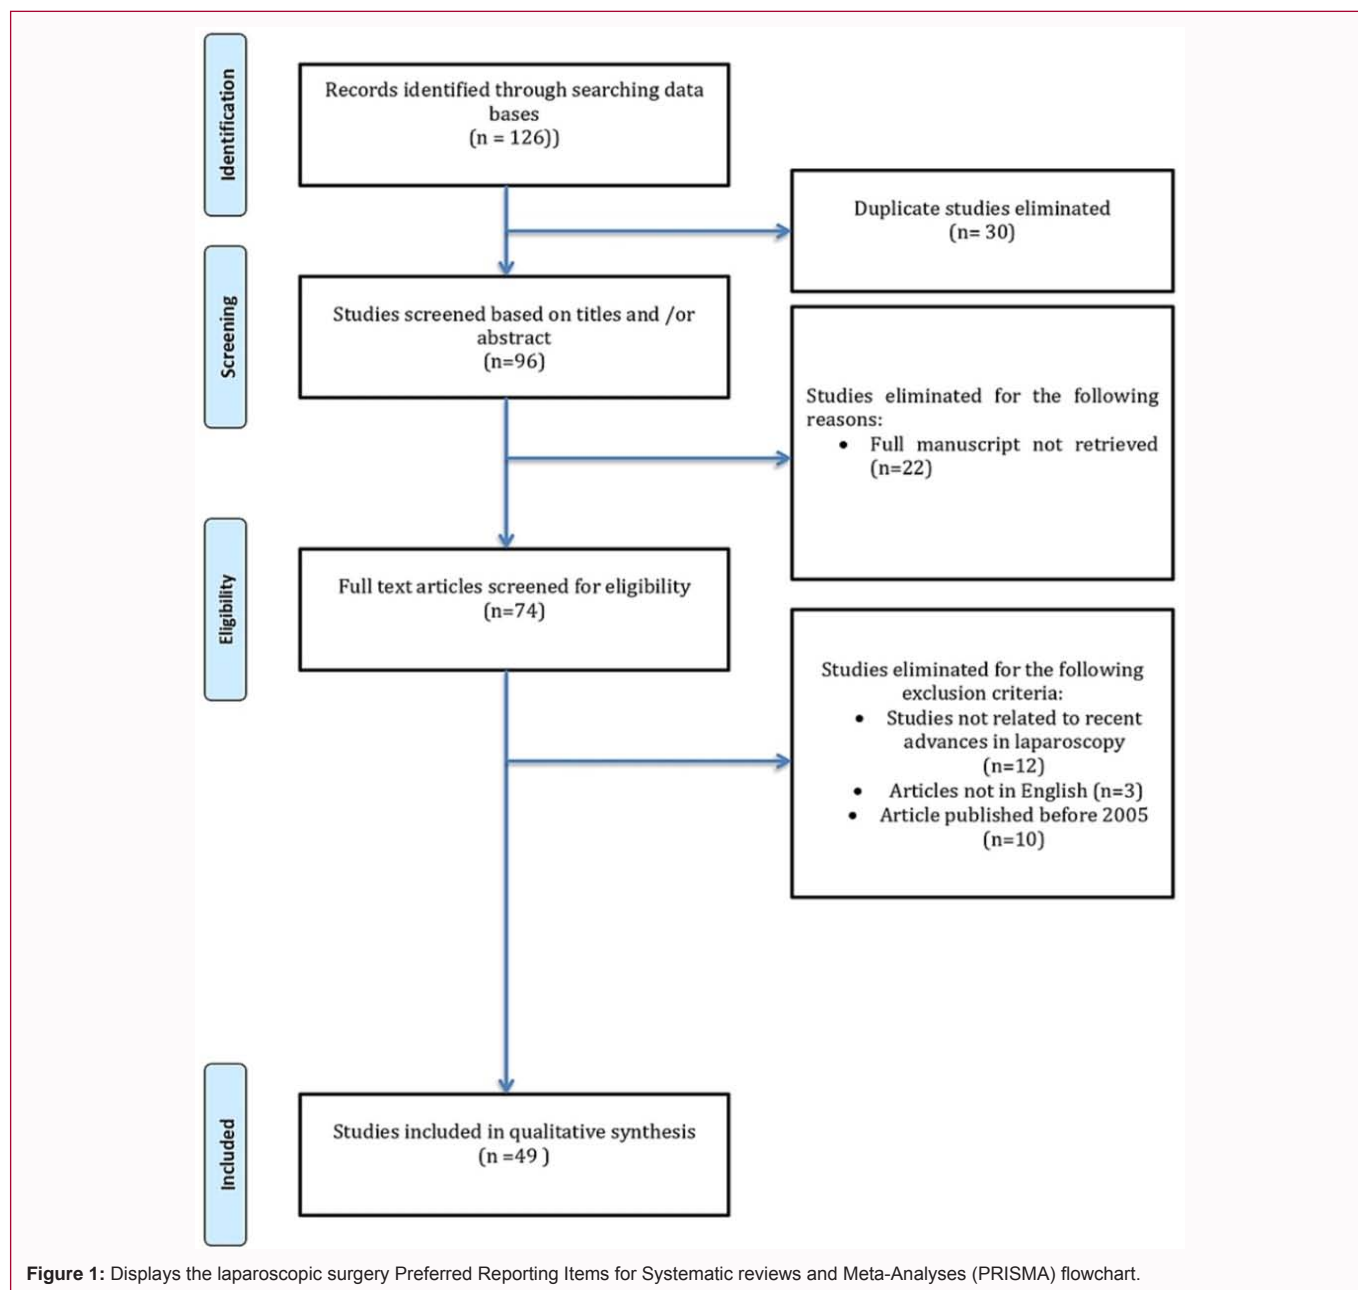 Identification
Records identified through searching data
bases
(n = 126))
Duplicate studies eliminated
(n= 30)
Screening
Studies screened based on titles and /or
abstract
(n=96)
Studies eliminated for the following
reasons:
• Full manuscript not retrieved
(n=22)
Eligibility
Full text articles screened for eligibility
(n=74)
Studies eliminated for the following
exclusion criteria:
• Studies not related to recent
advances in laparoscopy
(n=12)
• Articles not in English (n=3)
• Article published before 2005
(n=10)
Included
Studies included in qualitative synthesis
(n =49 )
Figure 1: Displays the laparoscopic surgery Preferred Reporting Items for Systematic reviews and Meta-Analyses (PRISMA) flowchart.